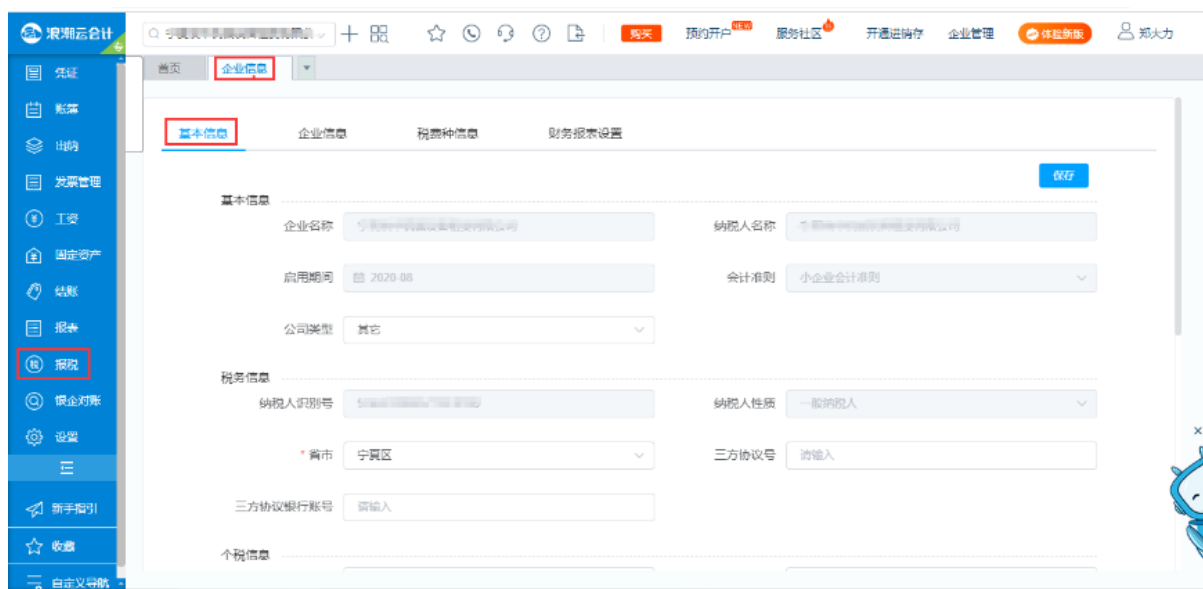 浪潮云会计
购买 预约开户 NEW 服务社区 开通进销存 企业管理 体验新版 郑大力
首页 企业信息
凭证
账簿
出纳
发票管理
工资
固定资产
结账
报表
税 报税
银企对账
设置
新手指引
收藏
自定义导航
基本信息 企业信息 税费种信息 财务报表设置
保存
基本信息
企业名称 纳税人名称
启用期间 2020-08 会计准则 小企业会计准则
公司类型 其它
税务信息
纳税人识别号 纳税人性质 一般纳税人
* 省市 宁夏区 三方协议号 请输入
三方协议银行账号 请输入
个税信息